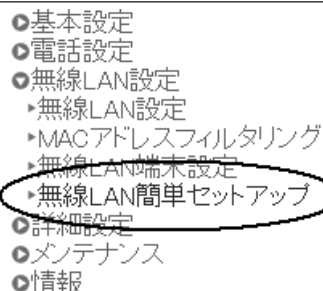 基本設定
電話設定
無線LAN設定
無線LAN設定
MACアドレスフィルタリング
無線LAN端末設定
無線LAN簡単セットアップ
詳細設定
メンテナンス
情報